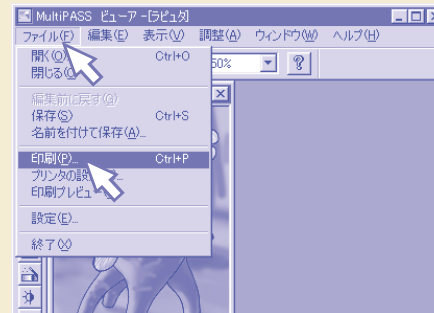 MultiPASS ビューア -[ラピュタ]
ファイル(F) 編集(E) 表示(V) 調整(A) ウィンドウ(W) ヘルプ(H)
開く(O) Ctrl+O
50%
閉じる
編集前に戻す(G)
保存(S) Ctrl+S
名前を付けて保存(A)...
印刷(P)... Ctrl+P
プリンタの設
印刷プレビュー
設定(E)...
終了(X)